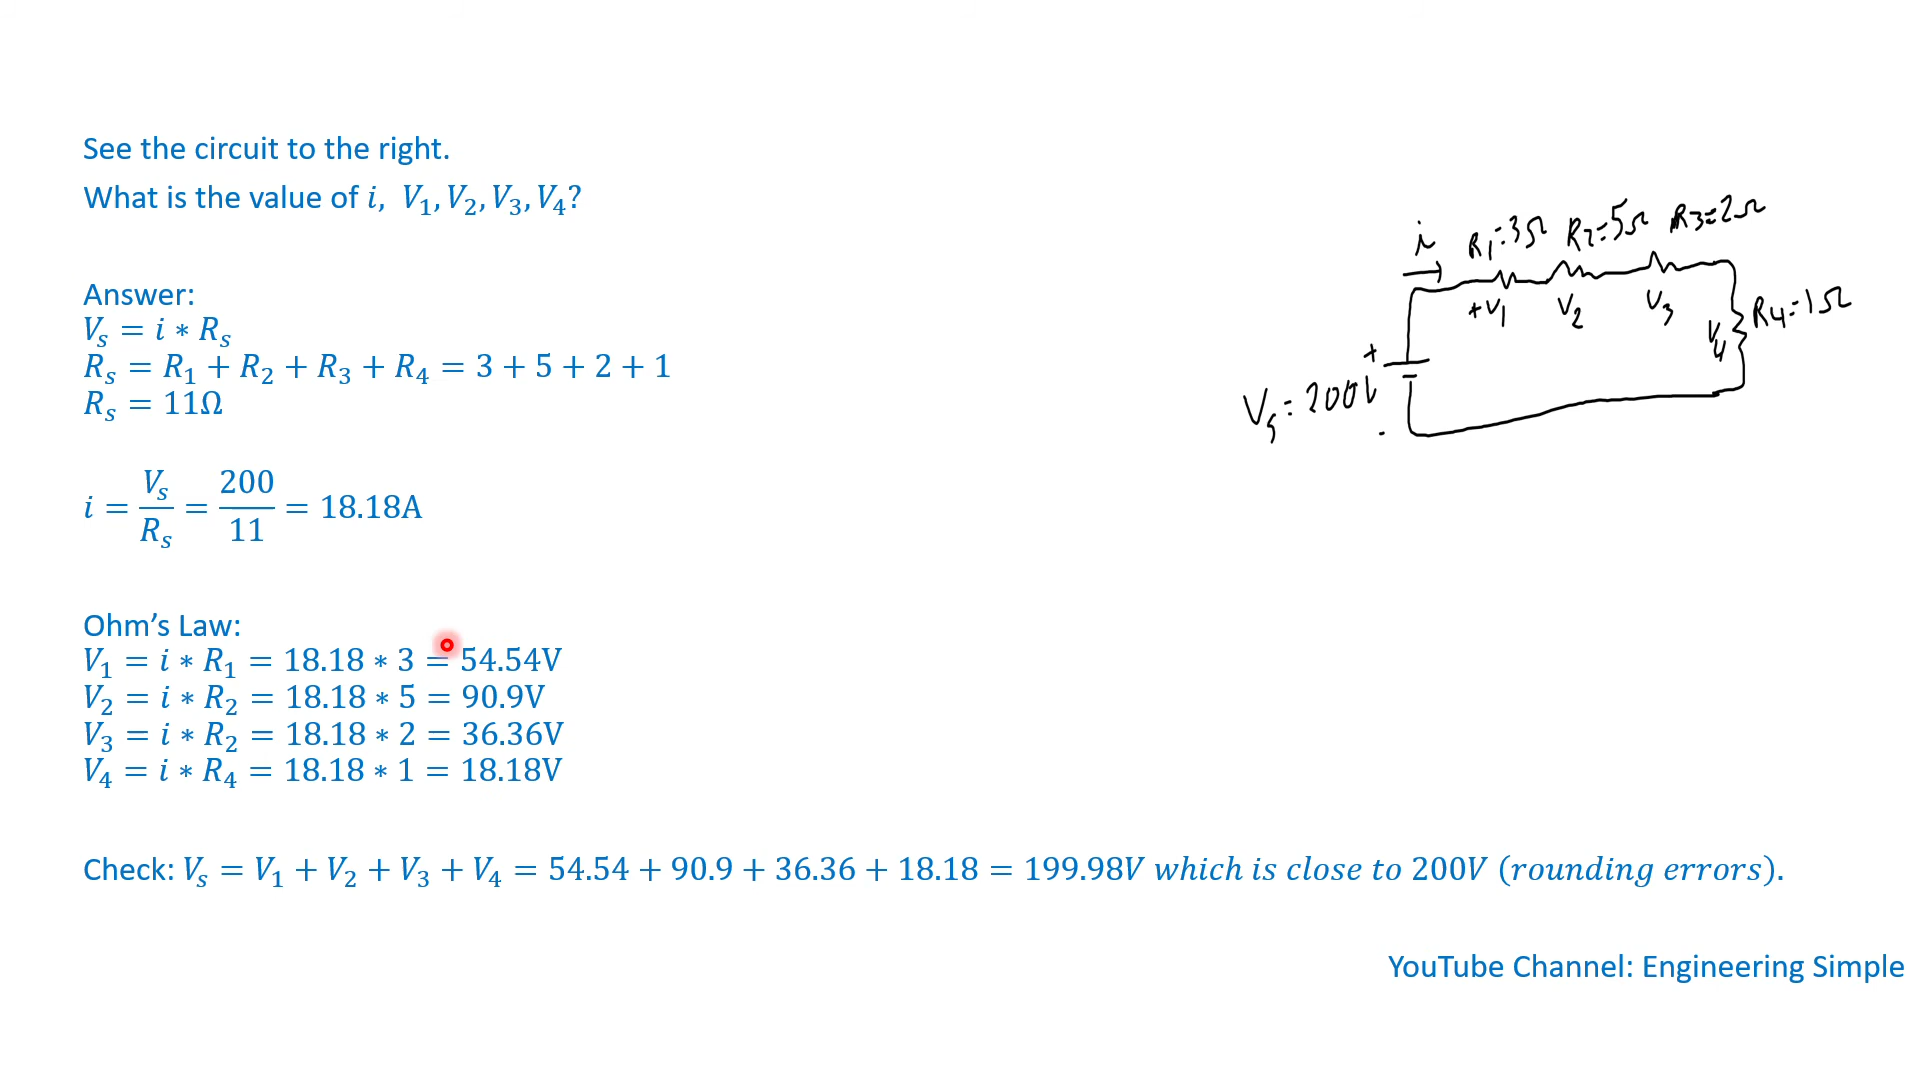 See the circuit to the right.
What is the value of i, V₁, V₂, V₃, V₄?
Answer:
Vₛ = i ∗ Rₛ
Rₛ = R₁ + R₂ + R₃ + R₄ = 3 + 5 + 2 + 1
Rₛ = 11Ω
i = Vₛ/Rₛ = 200/11 = 18.18A
Ohm’s Law:
V₁ = i ∗ R₁ = 18.18 ∗ 3 = 54.54V
V₂ = i ∗ R₂ = 18.18 ∗ 5 = 90.9V
V₃ = i ∗ R₂ = 18.18 ∗ 2 = 36.36V
V₄ = i ∗ R₄ = 18.18 ∗ 1 = 18.18V
Check: Vₛ = V₁ + V₂ + V₃ + V₄ = 54.54 + 90.9 + 36.36 + 18.18 = 199.98V which is close to 200V (rounding errors).
i R₁=3Ω R₂=5Ω R₃=2Ω
+V₁ V₂ V₃
V₄ R₄=1Ω
+
Vₛ=200V
-
YouTube Channel: Engineering Simple